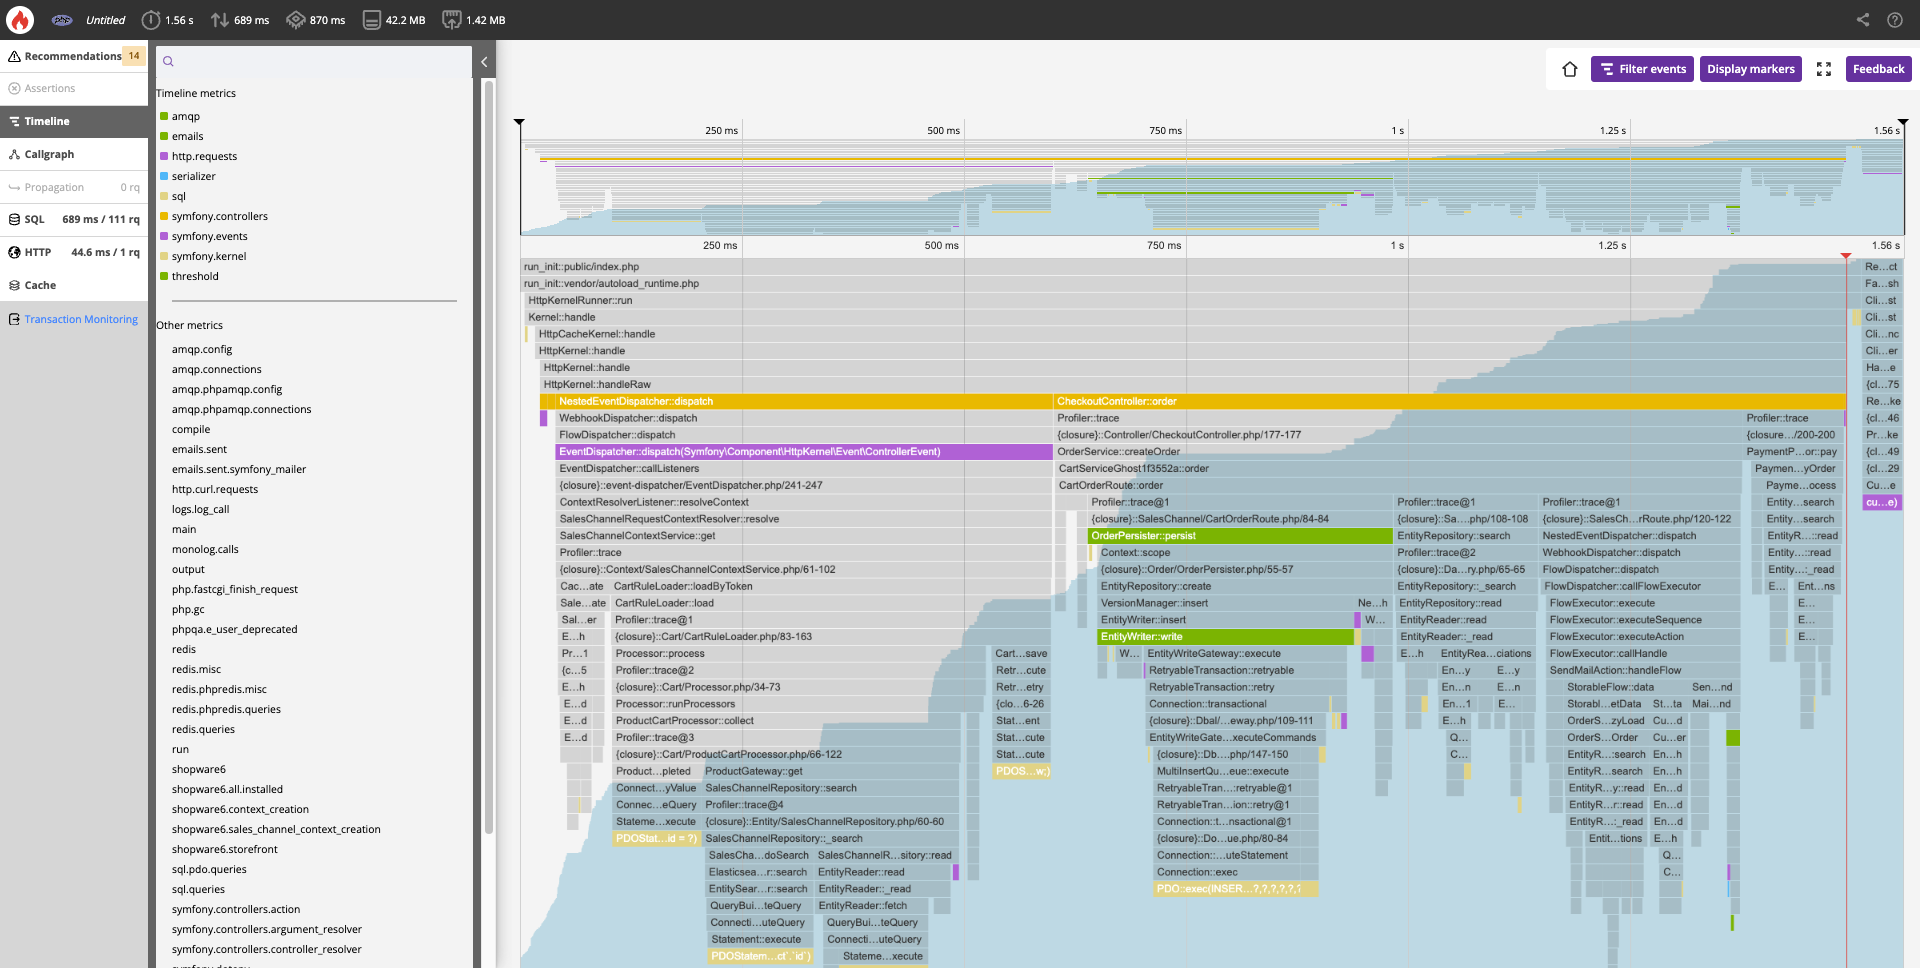 php Untitled 1.56 s 689 ms 870 ms 42.2 MB 1.42 MB
Recommendations 14
Assertions
Timeline
Callgraph
Propagation 0 rq
SQL 689 ms / 111 rq
HTTP 44.6 ms / 1 rq
Cache
Transaction Monitoring
Timeline metrics
amqp
emails
http.requests
serializer
sql
symfony.controllers
symfony.events
symfony.kernel
threshold
Other metrics
amqp.config
amqp.connections
amqp.phpamqp.config
amqp.phpamqp.connections
compile
emails.sent
emails.sent.symfony_mailer
http.curl.requests
logs.log_call
main
monolog.calls
output
php.fastcgi_finish_request
php.gc
phpqa.e_user_deprecated
redis
redis.misc
redis.phpredis.misc
redis.phpredis.queries
redis.queries
run
shopware6
shopware6.all.installed
shopware6.context_creation
shopware6.sales_channel_context_creation
shopware6.storefront
sql.pdo.queries
sql.queries
symfony.controllers.action
symfony.controllers.argument_resolver
symfony.controllers.controller_resolver
Filter events Display markers Feedback
250 ms 500 ms 750 ms 1 s 1.25 s 1.56 s
250 ms 500 ms 750 ms 1 s 1.25 s 1.56 s
run_init::public/index.php Re…ct
run_init::vendor/autoload_runtime.php Fa…sh
HttpKernelRunner::run Cli…st
Kernel::handle Cli…st
HttpCacheKernel::handle Cli…nc
HttpKernel::handle Cli…er
HttpKernel::handle Ha…e
HttpKernel::handleRaw {cl…75
NestedEventDispatcher::dispatch CheckoutController::order Re…ke
WebhookDispatcher::dispatch Profiler::trace Profiler::trace {cl…46
FlowDispatcher::dispatch {closure}::Controller/CheckoutController.php/177-177 {closure…/200-200 Pr…ke
EventDispatcher::dispatch(Symfony\Component\HttpKernel\Event\ControllerEvent) OrderService::createOrder PaymentP…or::pay {cl…49
EventDispatcher::callListeners CartServiceGhost1f3552a::order Paymen…yOrder {cl…29
{closure}::event-dispatcher/EventDispatcher.php/241-247 CartOrderRoute::order Payme…ocess Cu…e
ContextResolverListener::resolveContext Profiler::trace@1 Profiler::trace@1 Profiler::trace@1 Entity…search cu…e)
SalesChannelRequestContextResolver::resolve {closure}::SalesChannel/CartOrderRoute.php/84-84 {closure}::Sa….php/108-108 {closure}::SalesCh…rRoute.php/120-122 Entity…search
SalesChannelContextService::get OrderPersister::persist EntityRepository::search NestedEventDispatcher::dispatch EntityR…::read
Profiler::trace Context::scope Profiler::trace@2 WebhookDispatcher::dispatch Entity…::read
{closure}::Context/SalesChannelContextService.php/61-102 {closure}::Order/OrderPersister.php/55-57 {closure}::Da…ry.php/65-65 FlowDispatcher::dispatch Entity…:_read
Cac…ate CartRuleLoader::loadByToken EntityRepository::create EntityRepository::_search FlowDispatcher::callFlowExecutor E… Ent…ns
Sale…ate CartRuleLoader::load VersionManager::insert Ne…h EntityRepository::read FlowExecutor::execute E…
Sal…er Profiler::trace@1 EntityWriter::insert W… EntityReader::read FlowExecutor::executeSequence E…
E…h {closure}::Cart/CartRuleLoader.php/83-163 EntityWriter::write EntityReader::_read FlowExecutor::executeAction E…
Pr…1 Processor::process Cart…save W… EntityWriteGateway::execute E…h EntityRea…ciations FlowExecutor::callHandle
{c…5 Profiler::trace@2 Retr…cute RetryableTransaction::retryable En…y E…y SendMailAction::handleFlow
E…h {closure}::Cart/Processor.php/34-73 Retr…etry RetryableTransaction::retry En…n E…n StorableFlow::data Sen…nd
E…d Processor::runProcessors {clo…6-26 Connection::transactional En…1 E… Storabl…etData St…ta Mai…nd
E…d ProductCartProcessor::collect Stat…ent {closure}::Dbal/…eway.php/109-111 E…h OrderS…zyLoad Cu…d
E…d Profiler::trace@3 Stat…cute EntityWriteGate…xecuteCommands Q… OrderS…Order Cu…er
{closure}::Cart/ProductCartProcessor.php/66-122 Stat…cute {closure}::Db….php/147-150 C… EntityR…:search En…h
Product…pleted ProductGateway::get PDOS…w;) MultiInsertQu…eue::execute EntityR…search En…h
Connect…yValue SalesChannelRepository::search RetryableTran…::retryable@1 EntityR…y::read En…d
Connec…eQuery Profiler::trace@4 RetryableTran…ion::retry@1 EntityR…r::read En…d
Stateme…xecute {closure}::Entity/SalesChannelRepository.php/60-60 Connection::t…nsactional@1 EntityR…:_read En…d
PDOStat…id = ?) SalesChannelRepository::_search {closure}::Do…ue.php/80-84 Entit…tions E…h
SalesCha…doSearch SalesChannelR…sitory::read Connection:…uteStatement Q…
Elasticsea…r::search EntityReader::read Connection::exec C…
EntitySear…r::search EntityReader::_read PDO::exec(INSER…?,?,?,?,?,?
QueryBui…teQuery EntityReader::fetch
Connecti…uteQuery QueryBui…teQuery
Statement::execute Connecti…uteQuery
PDOStatem…ct`.`id`) Stateme…xecute